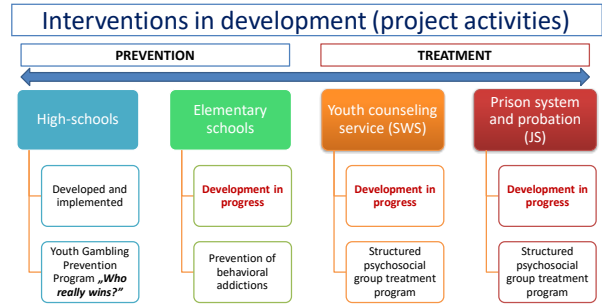 Interventions in development (project activities)
PREVENTION
TREATMENT
High-schools
Elementary
schools
Youth counseling
service (SWS)
Prison system
and probation
(JS)
Developed and
implemented
Development in
progress
Development in
progress
Development in
progress
Youth Gambling
Prevention
Program „Who
really wins?”
Prevention of
behavioral
addictions
Structured
psychosocial
group treatment
program
Structured
psychosocial
group treatment
program